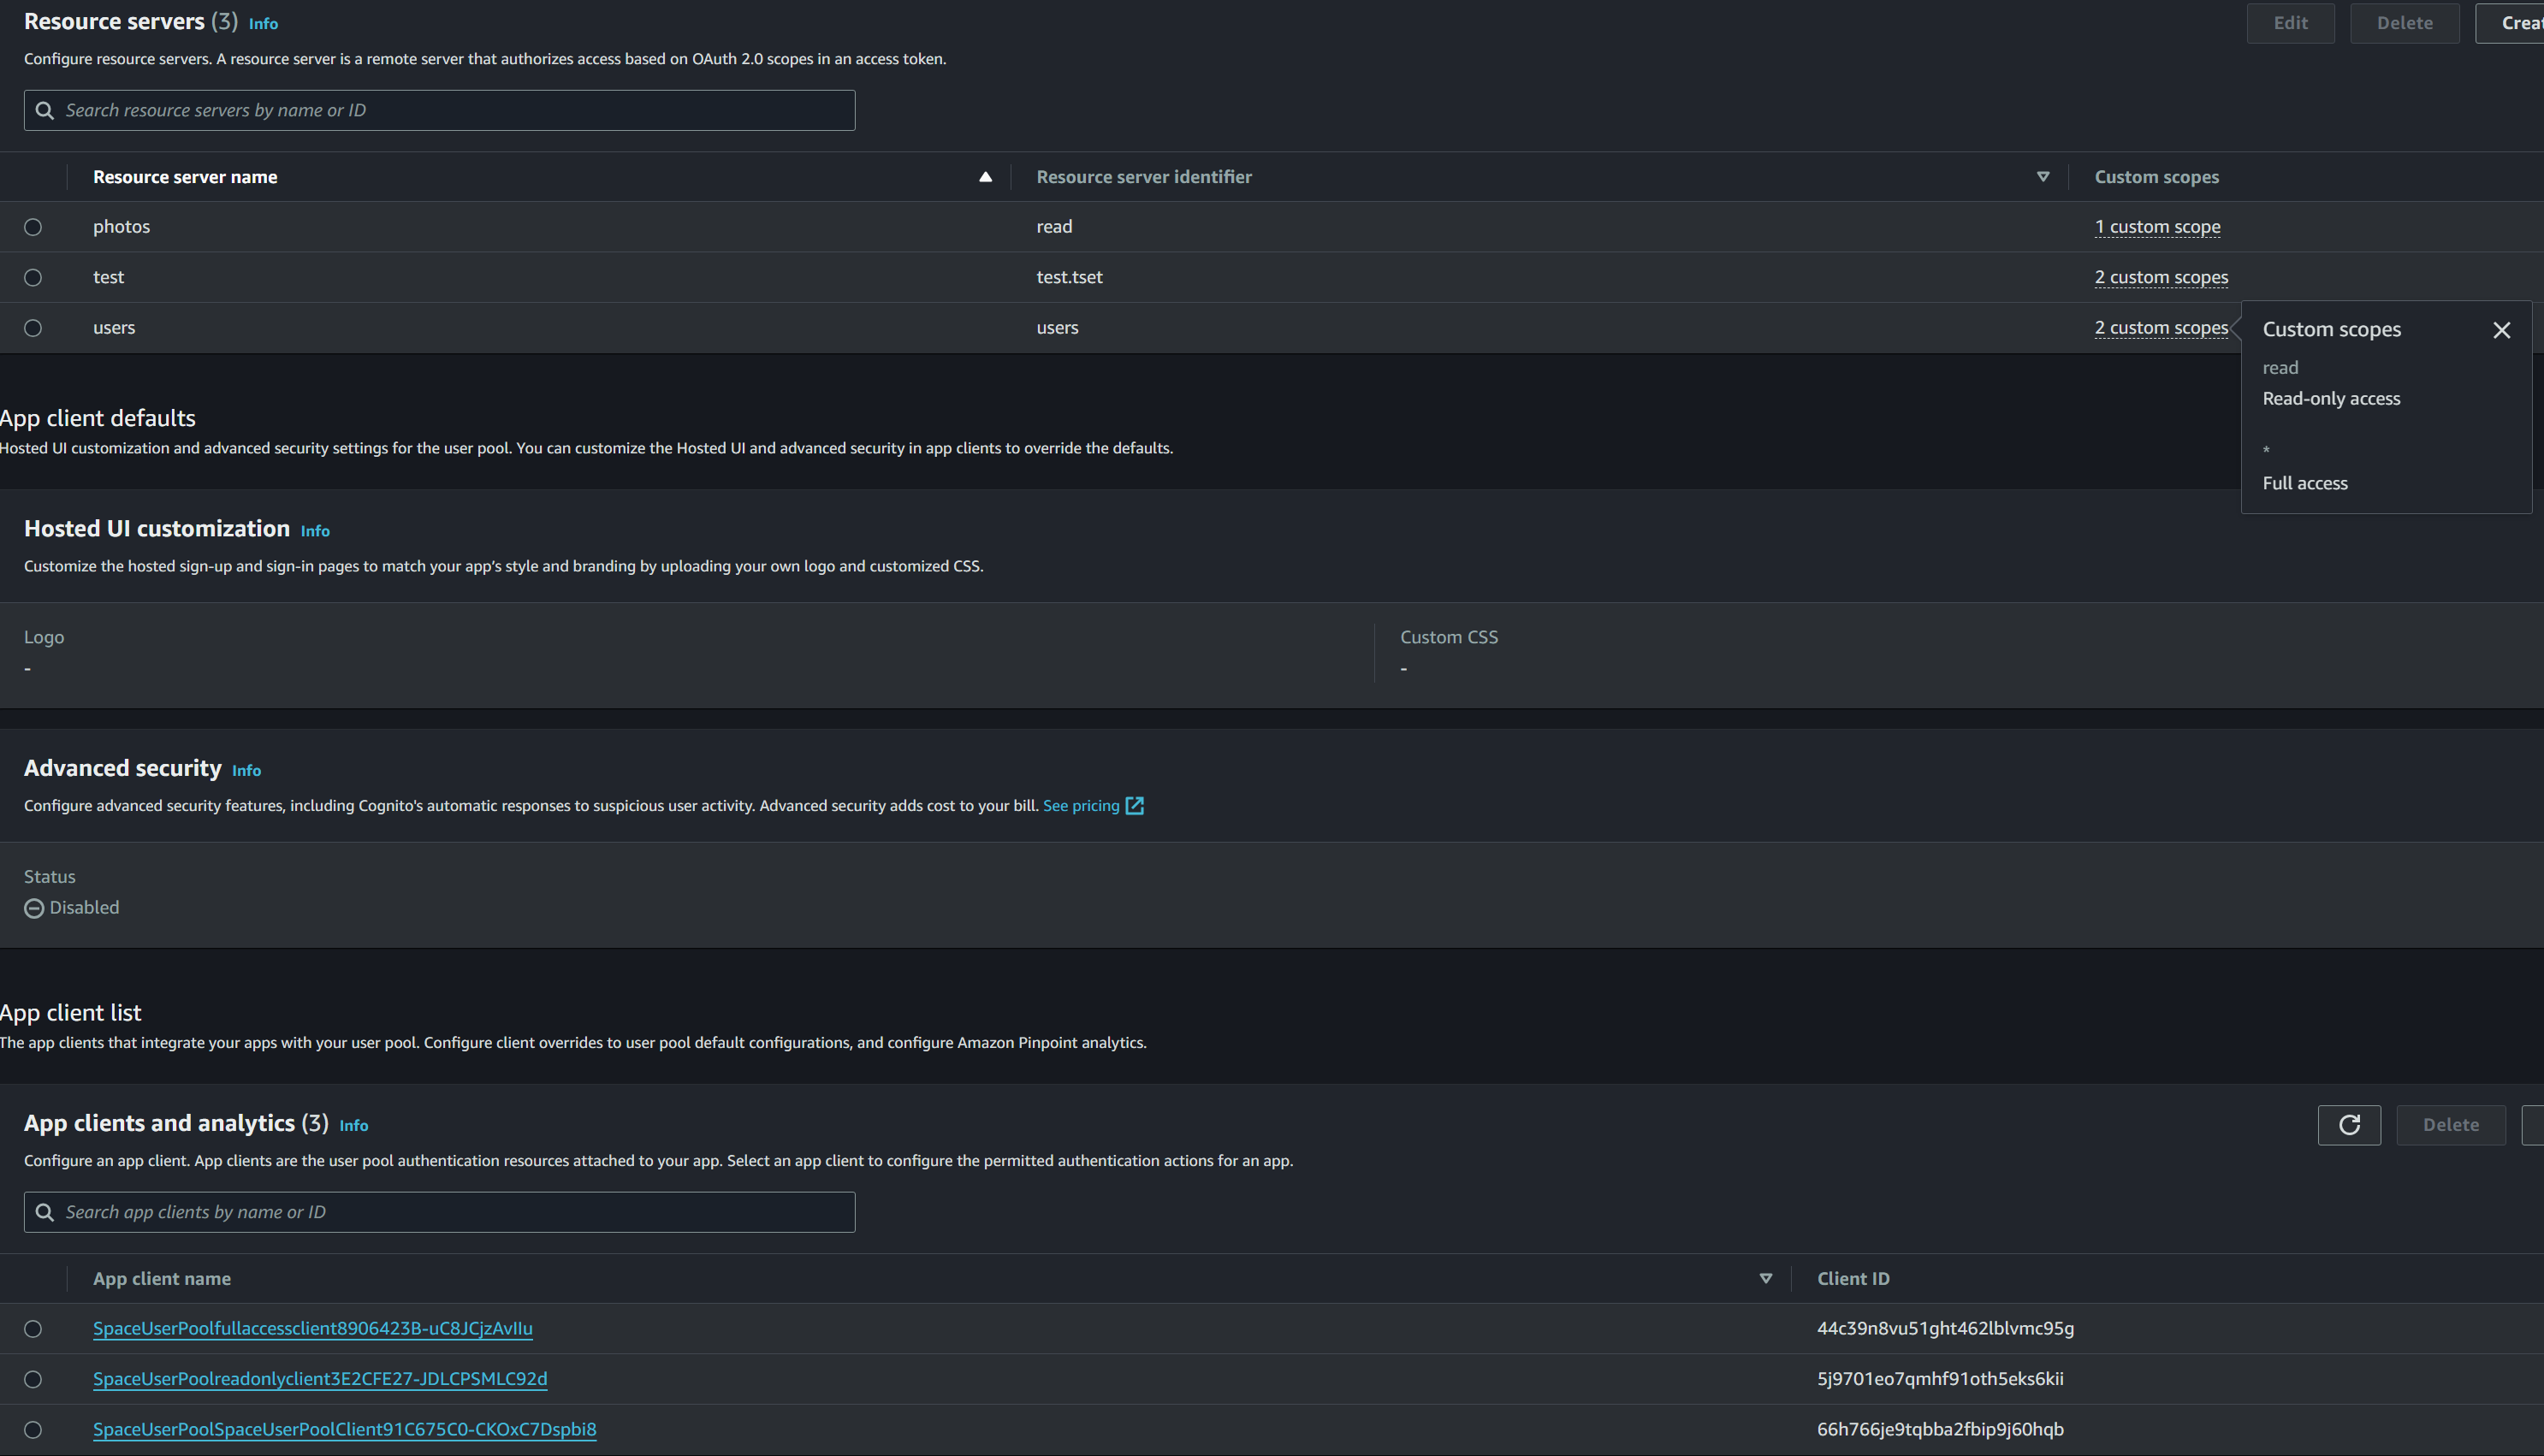 Resource servers (3) Info
Edit
Delete
Configure resource servers. A resource server is a remote server that authorizes access based on OAuth 2.0 scopes in an access token.
Search resource servers by name or ID
Resource server name
Resource server identifier
Custom scopes
photos
read
1 custom scope
test
test.tset
2 custom scopes
users
users
2 custom scopes
Custom scopes
read
Read-only access
*
Full access
App client defaults
Hosted UI customization and advanced security settings for the user pool. You can customize the Hosted UI and advanced security in app clients to override the defaults.
Hosted UI customization Info
Customize the hosted sign-up and sign-in pages to match your app's style and branding by uploading your own logo and customized CSS.
Logo
-
Custom CSS
-
Advanced security Info
Configure advanced security features, including Cognito's automatic responses to suspicious user activity. Advanced security adds cost to your bill. See pricing
Status
Disabled
App client list
The app clients that integrate your apps with your user pool. Configure client overrides to user pool default configurations, and configure Amazon Pinpoint analytics.
App clients and analytics (3) Info
Delete
Configure an app client. App clients are the user pool authentication resources attached to your app. Select an app client to configure the permitted authentication actions for an app.
Search app clients by name or ID
App client name
Client ID
SpaceUserPoolfullaccessclient8906423B-uC8JCjzAvIIu
44c39n8vu51ght462lblvmc95g
SpaceUserPoolreadonlyclient3E2CFE27-JDLCPSMLC92d
5j9701eo7qmhf91oth5eks6kii
SpaceUserPoolSpaceUserPoolClient91C675C0-CKOxC7Dspbi8
66h766je9tqbba2fbip9j60hqb